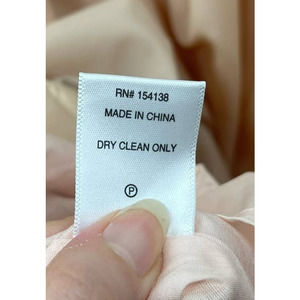 RN# 154138
MADE IN CHINA
DRY CLEAN ONLY
P